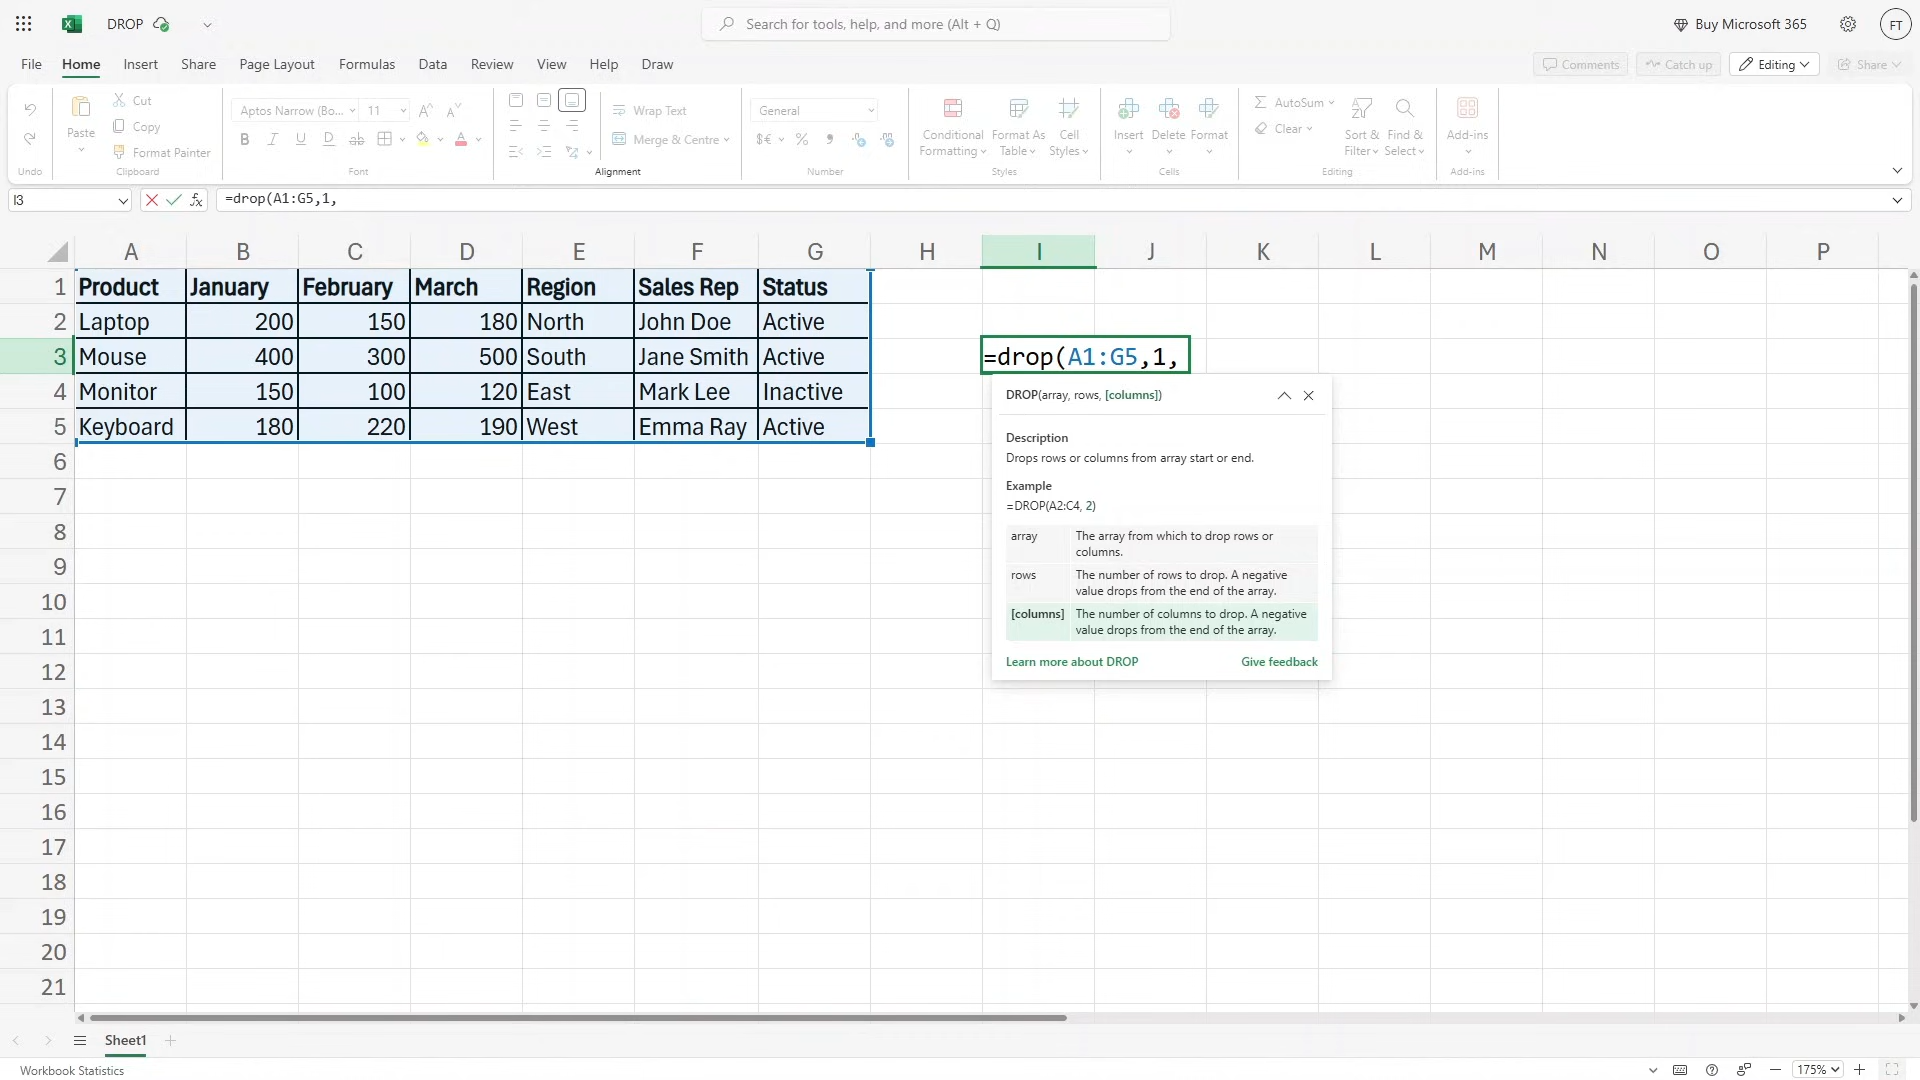 DROP
Search for tools, help, and more (Alt + Q)
Buy Microsoft 365
FT
File Home Insert Share Page Layout Formulas Data Review View Help Draw
Comments Catch up Editing Share
Paste Cut
Copy
Format Painter
Aptos Narrow (Bo... 11 A A
B I U D ab A
Wrap Text
Merge & Centre
General
$€ % ,
Conditional Formatting
Format As Table
Cell Styles
Insert Delete Format
AutoSum
Clear
Sort & Filter
Find & Select
Add-ins
Undo Clipboard Font Alignment Number Styles Cells Editing Add-ins
I3 fx =drop(A1:G5,1,
A B C D E F G H I J K L M N O P
1 Product January February March Region Sales Rep Status
2 Laptop 200 150 180 North John Doe Active
3 Mouse 400 300 500 South Jane Smith Active =drop(A1:G5,1,
4 Monitor 150 100 120 East Mark Lee Inactive
5 Keyboard 180 220 190 West Emma Ray Active
DROP(array, rows, [columns])
Description
Drops rows or columns from array start or end.
Example
=DROP(A2:C4, 2)
array The array from which to drop rows or
columns.
rows The number of rows to drop. A negative
value drops from the end of the array.
[columns] The number of columns to drop. A negative
value drops from the end of the array.
Learn more about DROP Give feedback
6
7
8
9
10
11
12
13
14
15
16
17
18
19
20
21
Sheet1
Workbook Statistics
175%